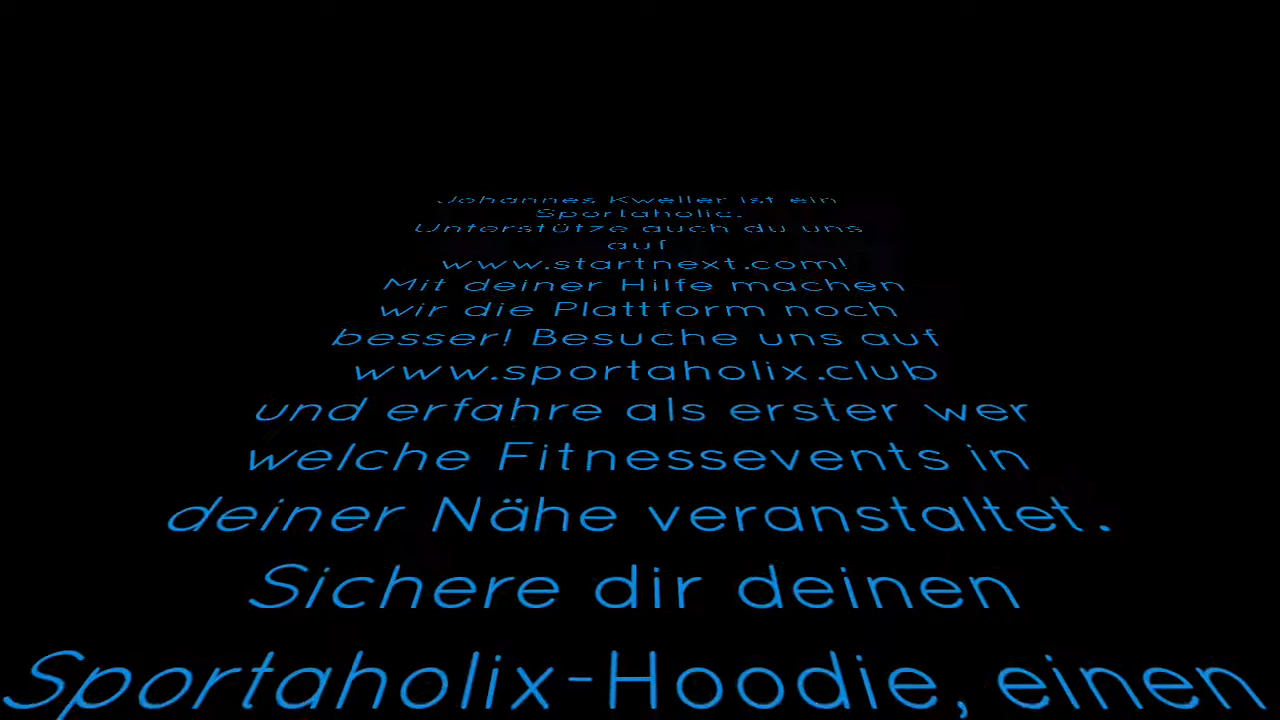 Johannes Kweller ist ein
Sportaholic.
Unterstütze auch du uns
auf
www.startnext.com!
Mit deiner Hilfe machen
wir die Plattform noch
besser! Besuche uns auf
www.sportaholix.club
und erfahre als erster wer
welche Fitnessevents in
deiner Nähe veranstaltet.
Sichere dir deinen
Sportaholix-Hoodie, einen